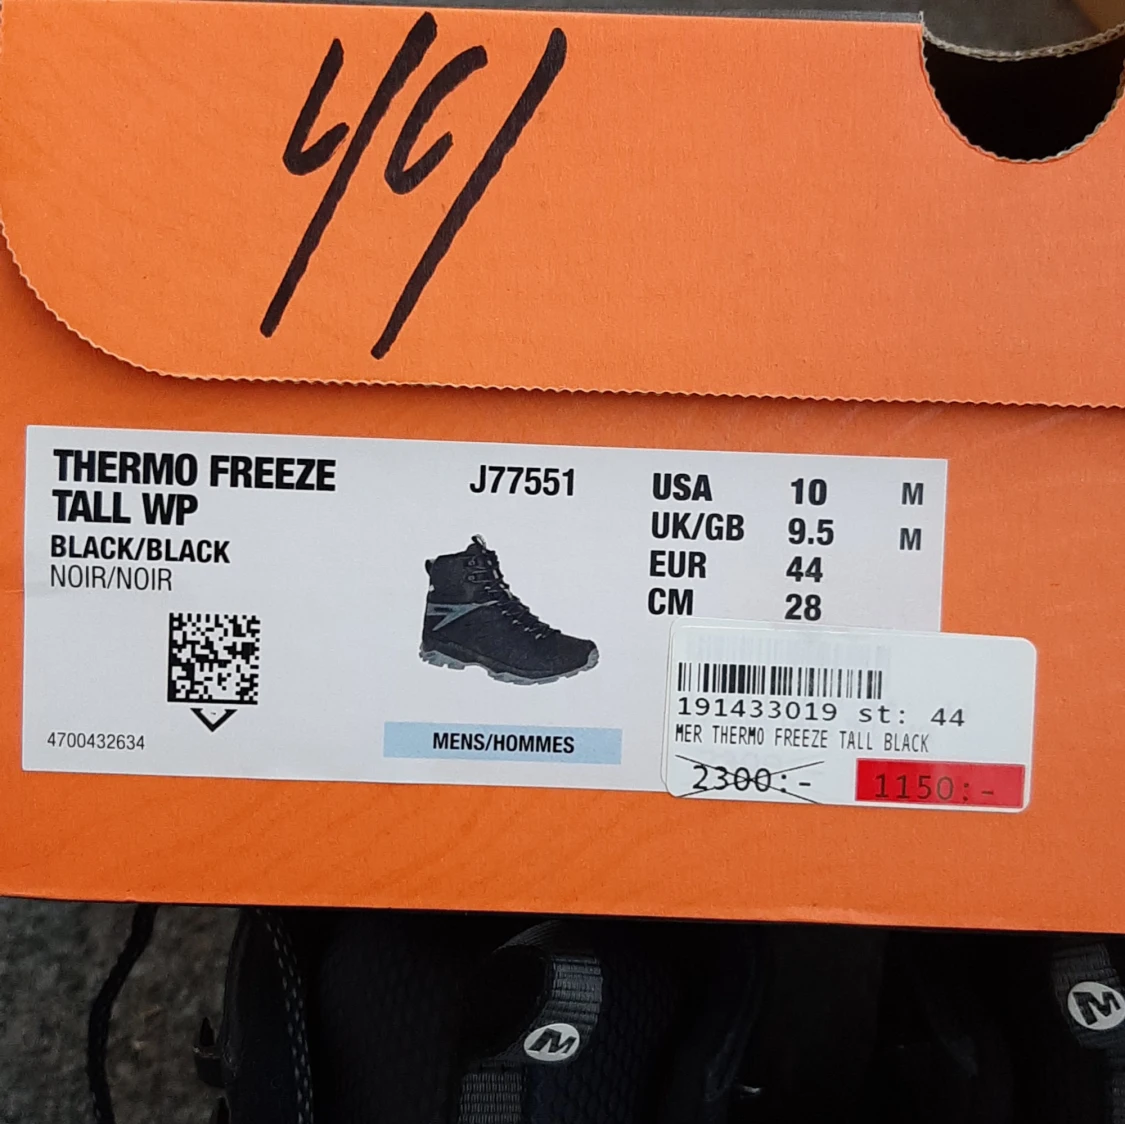 44
THERMO FREEZE
TALL WP
BLACK/BLACK
NOIR/NOIR
4700432634
J77551
MENS/HOMMES
USA 10 M
UK/GB 9.5 M
EUR 44
CM 28
191433019 st: 44
MER THERMO FREEZE TALL BLACK
2300:- 1150:-
M
M